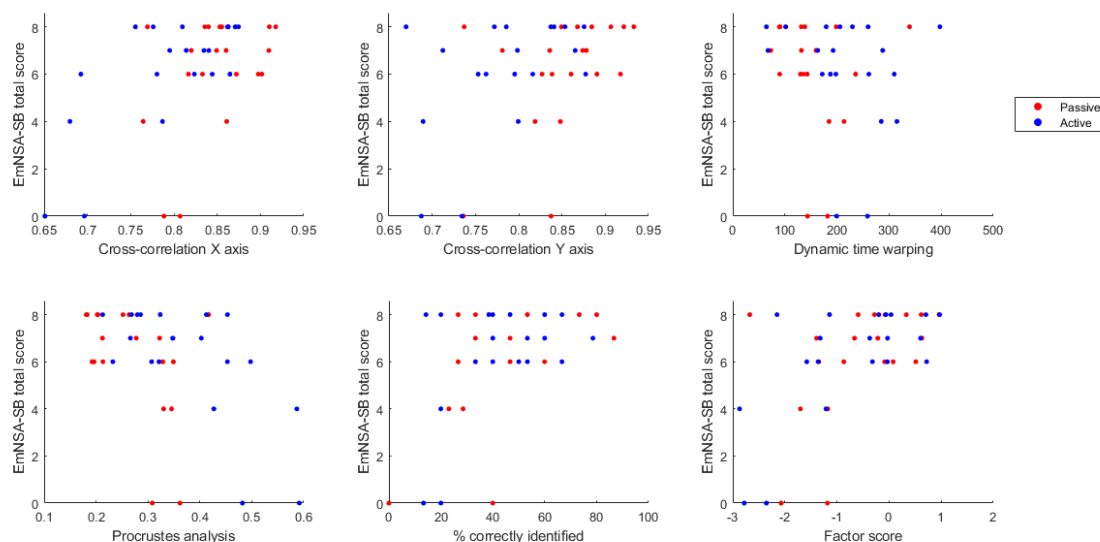 EmNSA-SB total score
8
6
4
2
0
0.65 0.7 0.75 0.8 0.85 0.9 0.95
Cross-correlation X axis
EmNSA-SB total score
8
6
4
2
0
0.65 0.7 0.75 0.8 0.85 0.9 0.95
Cross-correlation Y axis
EmNSA-SB total score
8
6
4
2
0
0 100 200 300 400 500
Dynamic time warping
Passive
Active
EmNSA-SB total score
8
6
4
2
0
0.1 0.2 0.3 0.4 0.5 0.6
Procrustes analysis
EmNSA-SB total score
8
6
4
2
0
0 20 40 60 80 100
% correctly identified
EmNSA-SB total score
8
6
4
2
0
-3 -2 -1 0 1 2
Factor score